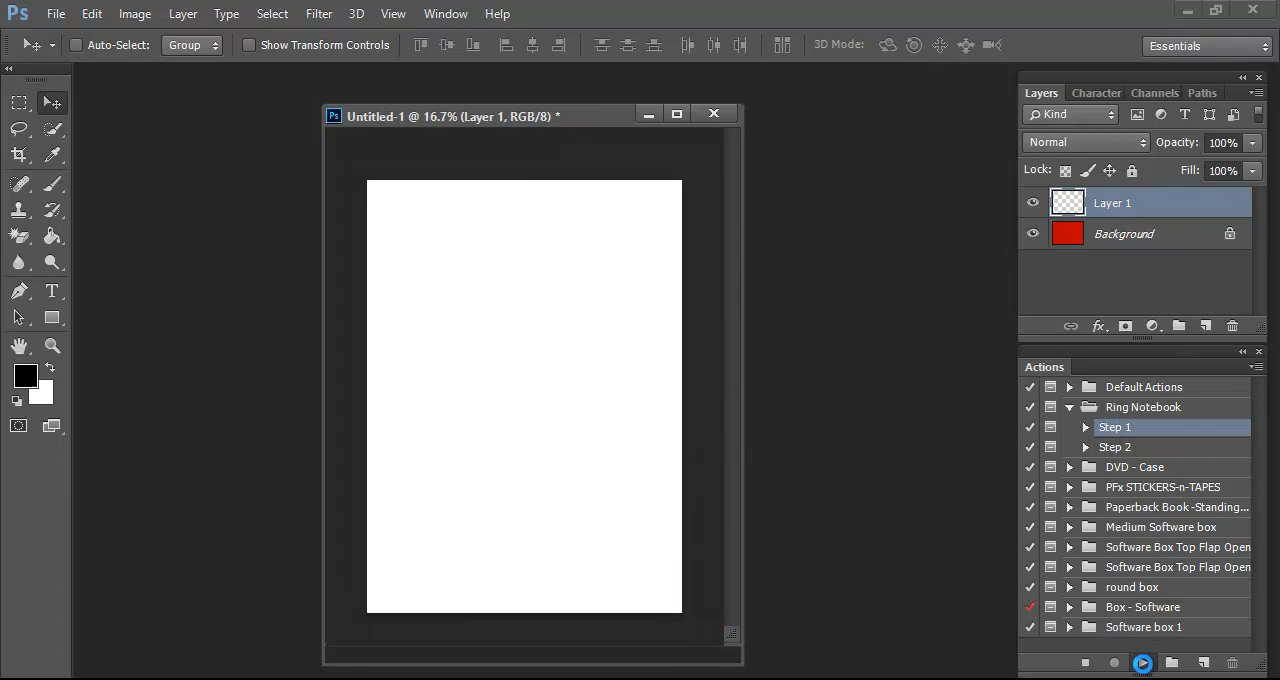 Ps File Edit Image Layer Type Select Filter 3D View Window Help
Auto-Select: Group Show Transform Controls 3D Mode: Essentials
Ps Untitled-1 @ 16.7% (Layer 1, RGB/8) *
Layers Character Channels Paths
Kind
Normal Opacity: 100%
Lock: Fill: 100%
Layer 1
Background
Actions
Default Actions
Ring Notebook
Step 1
Step 2
DVD - Case
PFx STICKERS-n-TAPES
Paperback Book -Standing...
Medium Software box
Software Box Top Flap Open
Software Box Top Flap Open
round box
Box - Software
Software box 1